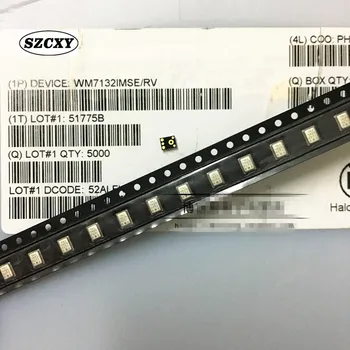 SZCXY
(4L) COO: PH
(1P) DEVICE: WM7132IMSE/RV
(1T) LOT#1: 51775B
(Q) BOX QTY
(Q) LOT#1 QTY: 5000
LOT#1 DCODE:
Halo